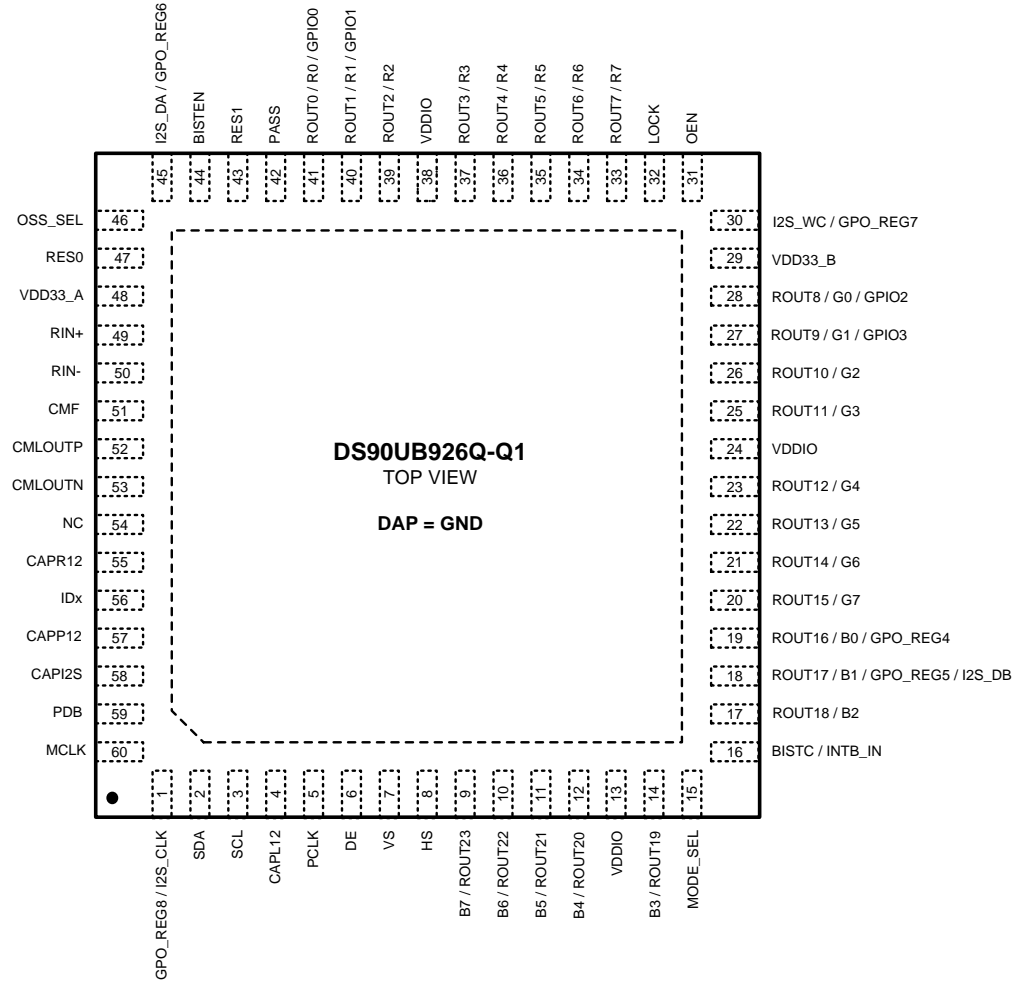 I2S_DA / GPO_REG6
BISTEN
RES1
PASS
ROUT0 / R0 / GPIO0
ROUT1 / R1 / GPIO1
ROUT2 / R2
VDDIO
ROUT3 / R3
ROUT4 / R4
ROUT5 / R5
ROUT6 / R6
ROUT7 / R7
LOCK
OEN
45
44
43
42
41
40
39
38
37
36
35
34
33
32
31
OSS_SEL 46
RES0 47
VDD33_A 48
RIN+ 49
RIN- 50
CMF 51
CMLOUTP 52
CMLOUTN 53
NC 54
CAPR12 55
IDx 56
CAPP12 57
CAPI2S 58
PDB 59
MCLK 60
DS90UB926Q-Q1
TOP VIEW
DAP = GND
30 I2S_WC / GPO_REG7
29 VDD33_B
28 ROUT8 / G0 / GPIO2
27 ROUT9 / G1 / GPIO3
26 ROUT10 / G2
25 ROUT11 / G3
24 VDDIO
23 ROUT12 / G4
22 ROUT13 / G5
21 ROUT14 / G6
20 ROUT15 / G7
19 ROUT16 / B0 / GPO_REG4
18 ROUT17 / B1 / GPO_REG5 / I2S_DB
17 ROUT18 / B2
16 BISTC / INTB_IN
1
2
3
4
5
6
7
8
9
10
11
12
13
14
15
GPO_REG8 / I2S_CLK
SDA
SCL
CAPL12
PCLK
DE
VS
HS
B7 / ROUT23
B6 / ROUT22
B5 / ROUT21
B4 / ROUT20
VDDIO
B3 / ROUT19
MODE_SEL